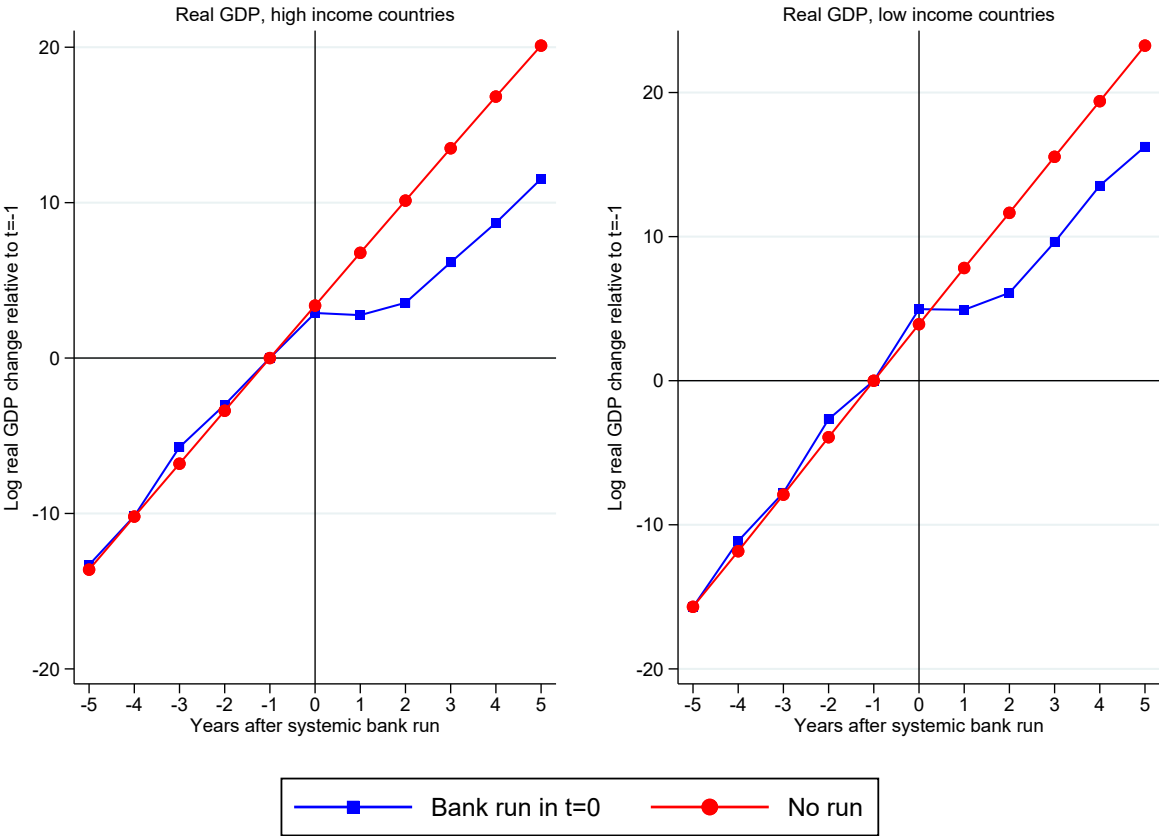 Real GDP, high income countries
Log real GDP change relative to t=-1
20
10
0
-10
-20
-5 -4 -3 -2 -1 0 1 2 3 4 5
Years after systemic bank run
Real GDP, low income countries
Log real GDP change relative to t=-1
20
10
0
-10
-20
-5 -4 -3 -2 -1 0 1 2 3 4 5
Years after systemic bank run
Bank run in t=0 No run